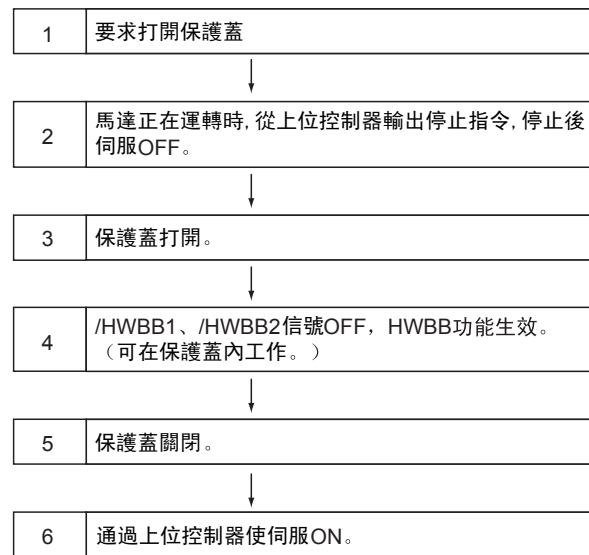 1 要求打開保護蓋
2 馬達正在運轉時, 從上位控制器輸出停止指令, 停止後
伺服OFF。
3 保護蓋打開。
4 /HWBB1、/HWBB2信號OFF，HWBB功能生效。
（可在保護蓋內工作。）
5 保護蓋關閉。
6 通過上位控制器使伺服ON。